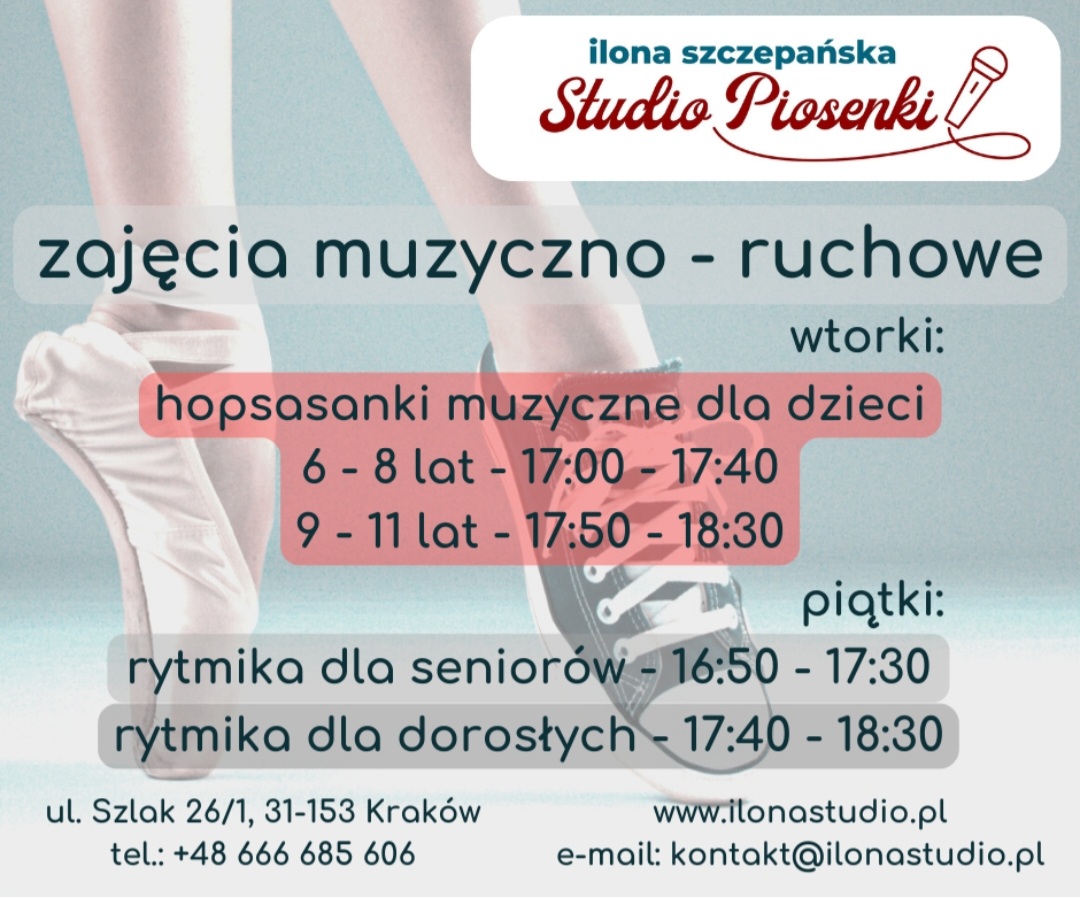 ilona szczepańska
Studio Piosenki
zajęcia muzyczno - ruchowe
wtorki:
hopsasanki muzyczne dla dzieci
6 - 8 lat - 17:00 - 17:40
9 - 11 lat - 17:50 - 18:30
piątki:
rytmika dla seniorów - 16:50 - 17:30
rytmika dla dorosłych - 17:40 - 18:30
ul. Szlak 26/1, 31-153 Kraków
tel.: +48 666 685 606
www.ilonastudio.pl
e-mail: kontakt@ilonastudio.pl